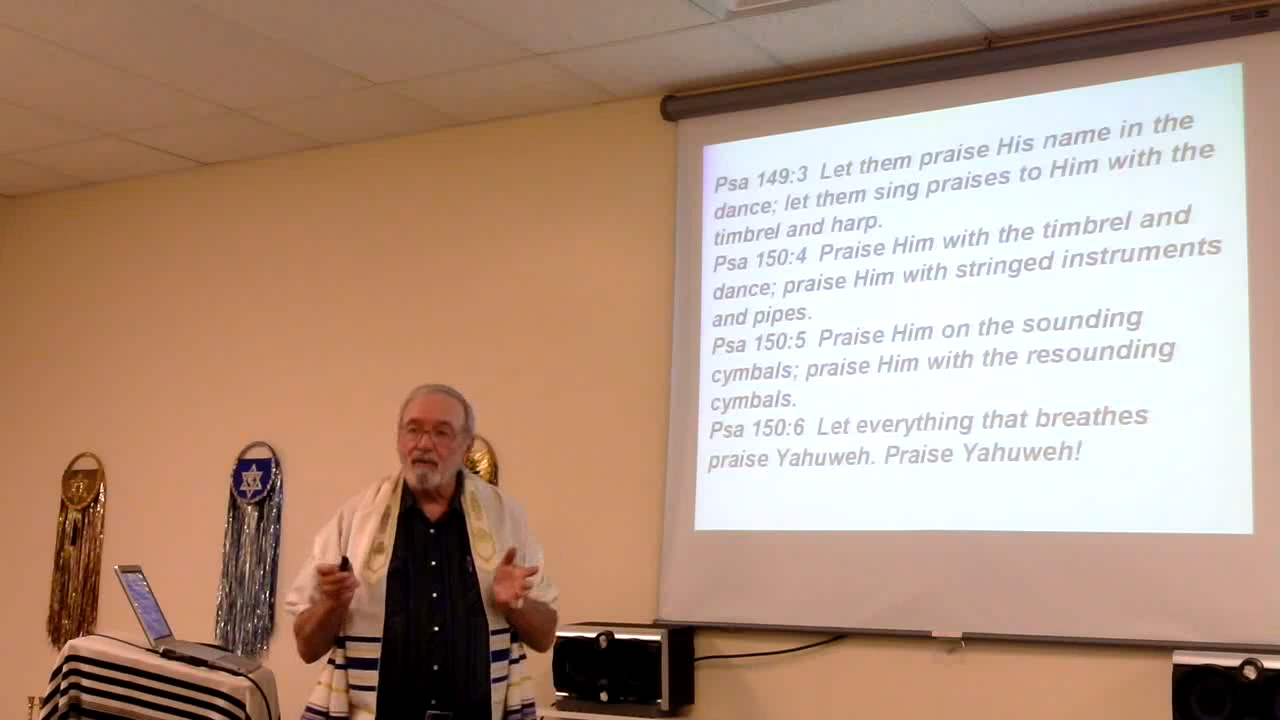 Psa 149:3 Let them praise His name in the
dance; let them sing praises to Him with the
timbrel and harp.
Psa 150:4 Praise Him with the timbrel and
dance; praise Him with stringed instruments
and pipes.
Psa 150:5 Praise Him on the sounding
cymbals; praise Him with the resounding
cymbals.
Psa 150:6 Let everything that breathes
praise Yahuweh. Praise Yahuweh!